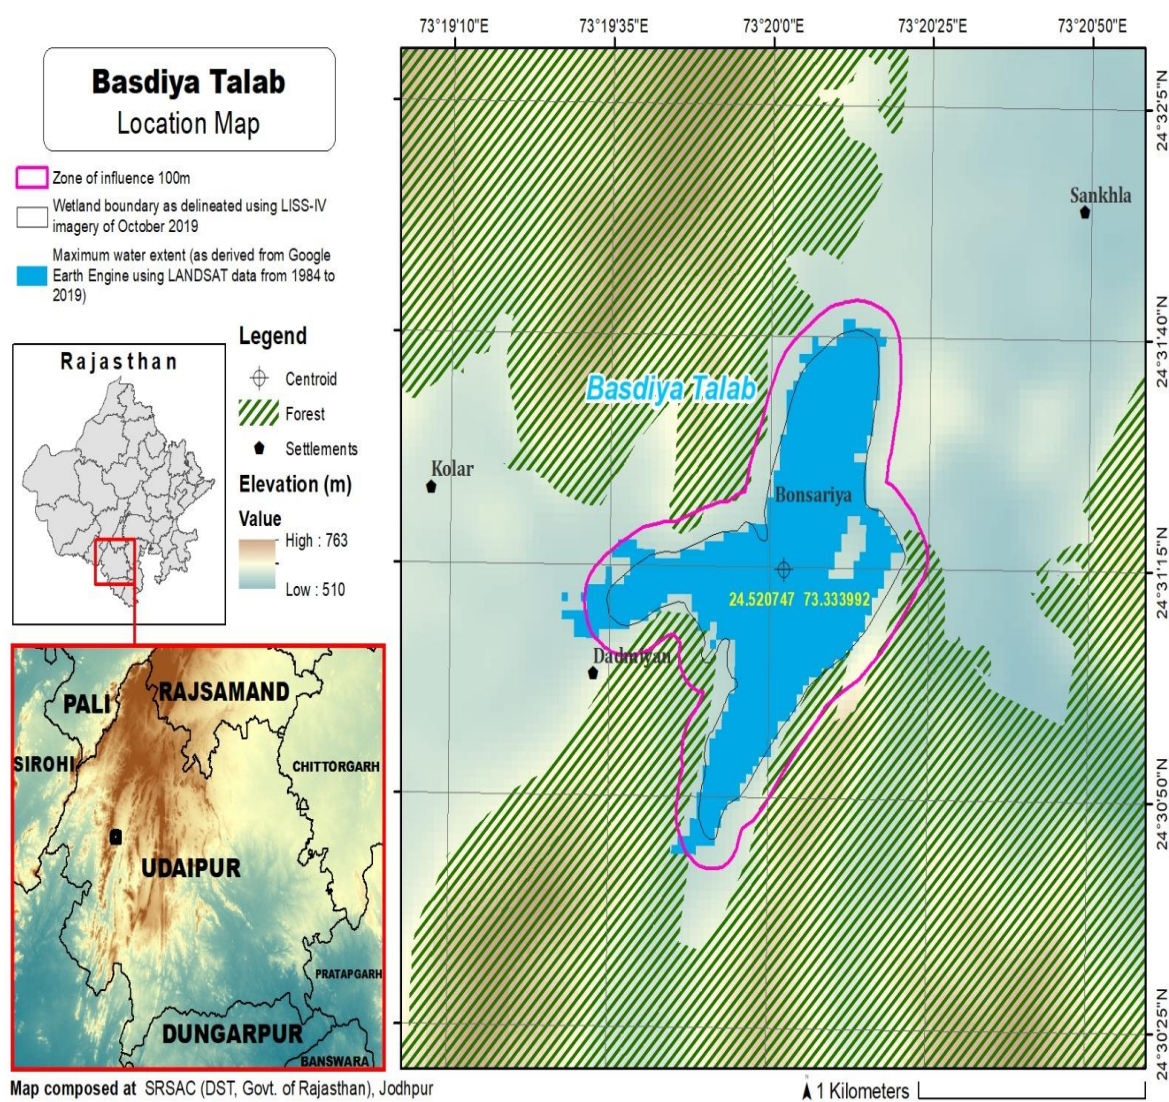 Basdiya Talab
Location Map
Zone of influence 100m
Wetland boundary as delineated using LISS-IV
imagery of October 2019
Maximum water extent (as derived from Google
Earth Engine using LANDSAT data from 1984 to
2019)
Rajasthan
Legend
Centroid
Forest
Settlements
Elevation (m)
Value
High : 763
Low : 510
PALI
RAJSAMAND
SIROHI
CHITTORGARH
UDAIPUR
PRATAPGARH
DUNGARPUR
BANSWARA
Map composed at SRSAC (DST, Govt. of Rajasthan), Jodhpur
73°19'10"E
73°19'35"E
73°20'0"E
73°20'25"E
73°20'50"E
24°32'5"N
Sankhla
24°31'40"N
Basdiya Talab
Kolar
Bonsariya
24°31'15"N
24.520747 73.333992
Dadmiyan
24°30'50"N
24°30'25"N
1 Kilometers